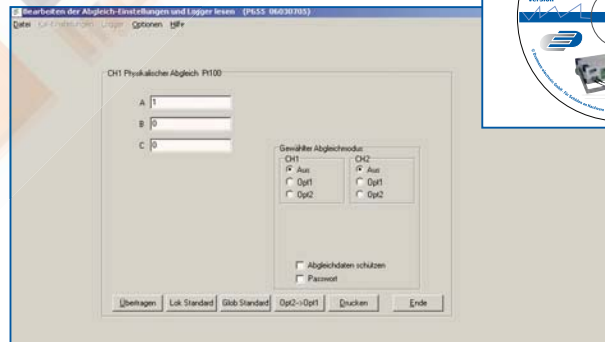 Bearbeiten der Abgleich-Einstellungen und Logger lesen (P655 06030705)
Datei Lo-Einstellungen Logger Optionen Hilfe
CH1 Physikalischer Abgleich Pt100
A 1
B 0
C 0
Gewählter Abgleichmodus
CH1 CH2
Aus Aus
Opt1 Opt1
Opt2 Opt2
Abgleichdaten schützen
Passwort
Übertragen Lok Standard Glob Standard Opt2->Opt1 Drucken Ende
Version